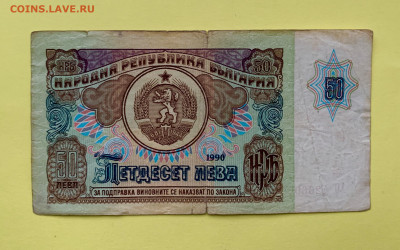 COINS.LAVE.RU
50 50
НАРОДНА РЕПУБЛИКА БЪЛГАРИЯ
50
50
ЛЕВА
1990
ПЕТДЕСЕТ ЛЕВА
НРБ
ЗА ПОДПРАВКА ВИНОВНИТЕ СЕ НАКАЗВАТ ПО ЗАКОНА